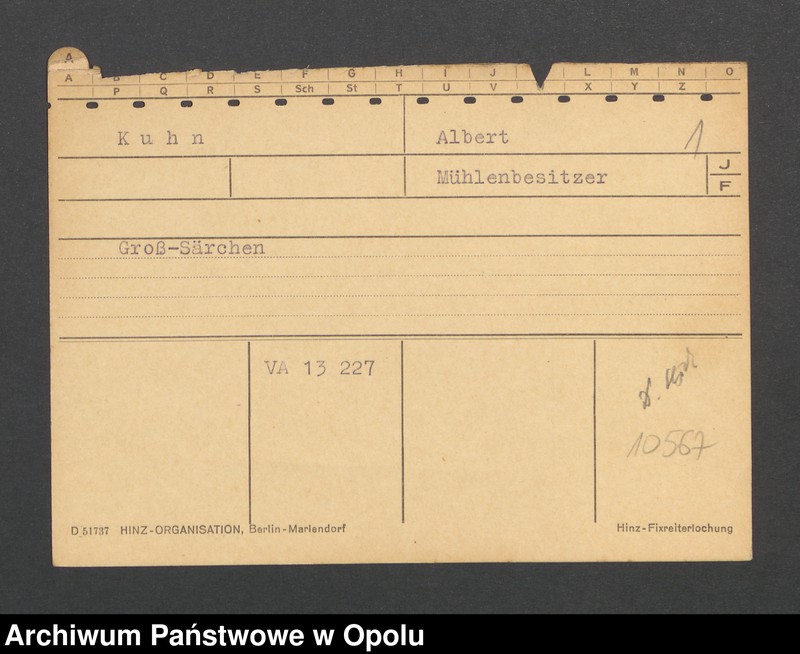 A
A B C D E F G H I J L M N O
P Q R S Sch St T U V X Y Z
Kuhn Albert 1
Mühlenbesitzer J
F
Groß-Särchen
VA 13 227
10567
D 51737 HINZ-ORGANISATION, Berlin-Mariendorf Hinz-Fixreiterlochung
Archiwum Państwowe w Opolu